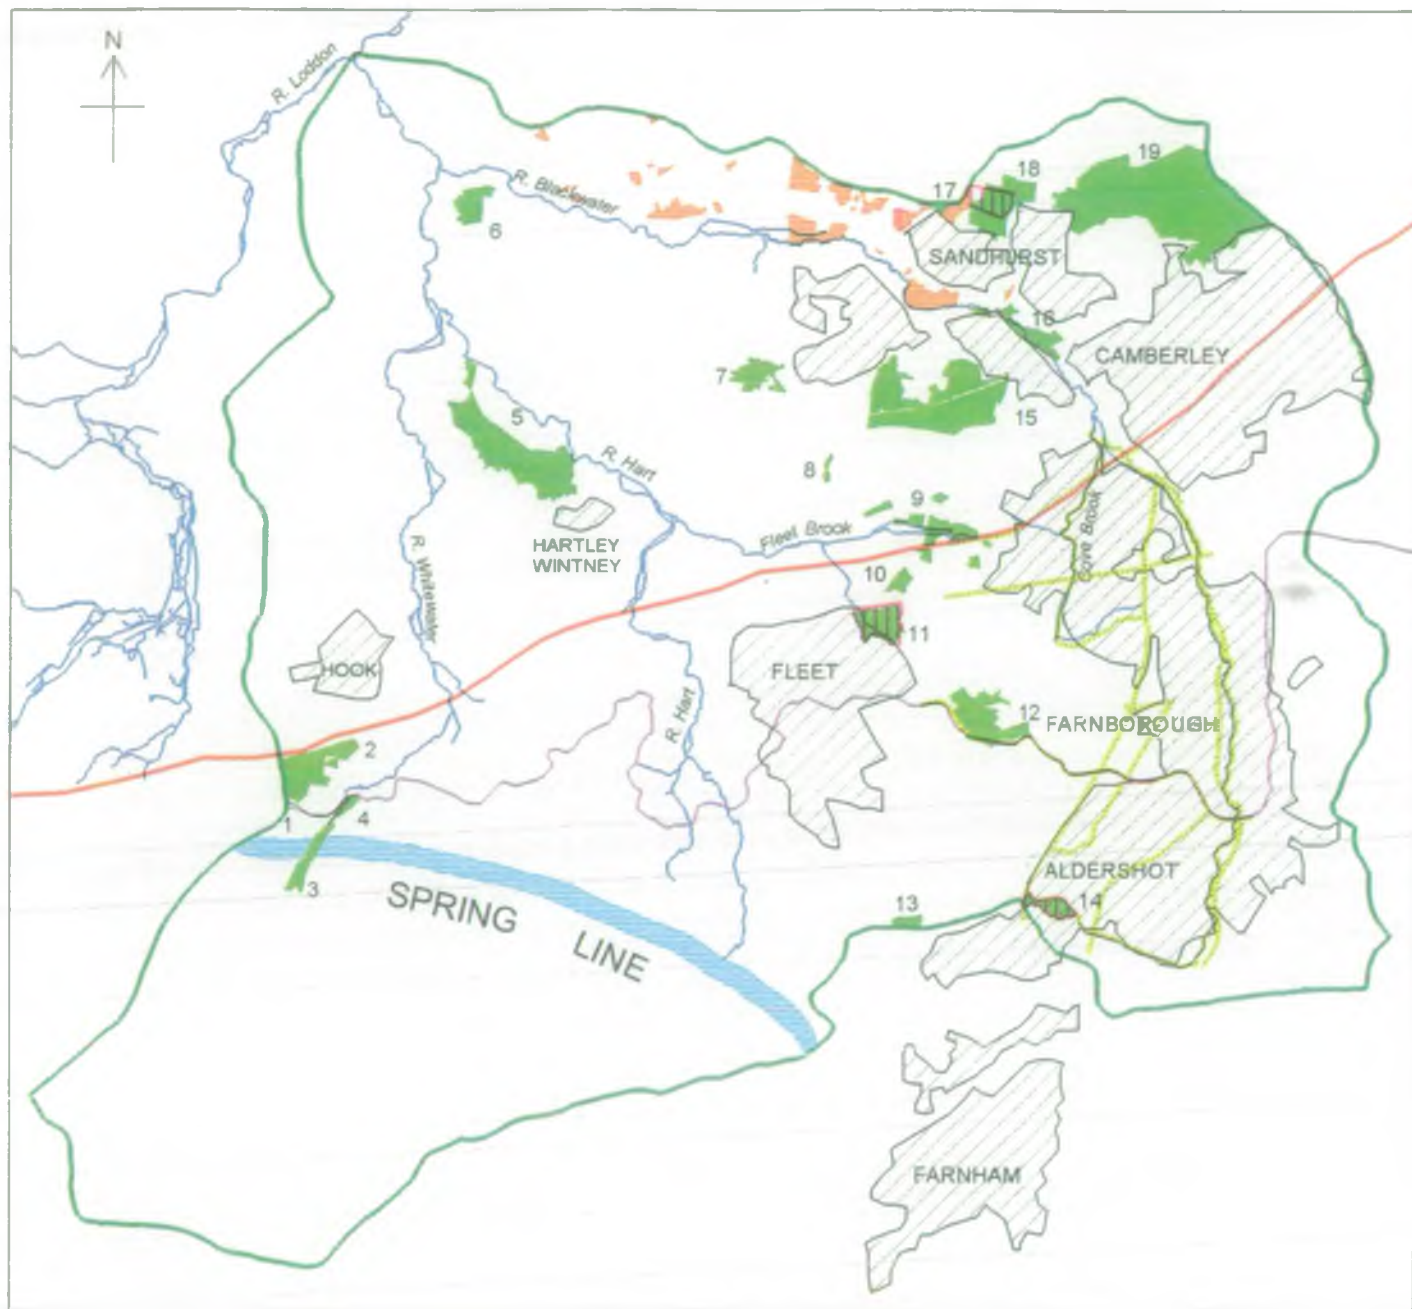 N
R. Loddon
R. Blackwater
6
17
18
19
SANDHURST
16
CAMBERLEY
7
5
15
R. Hart
8
9
Fleet Brook
Cove Brook
HARTLEY
WINTNEY
R. Whitewater
10
11
HOOK
FLEET
R. Hart
12
FARNBOROUGH
2
1
4
3
ALDERSHOT
13
14
SPRING
LINE
FARNHAM